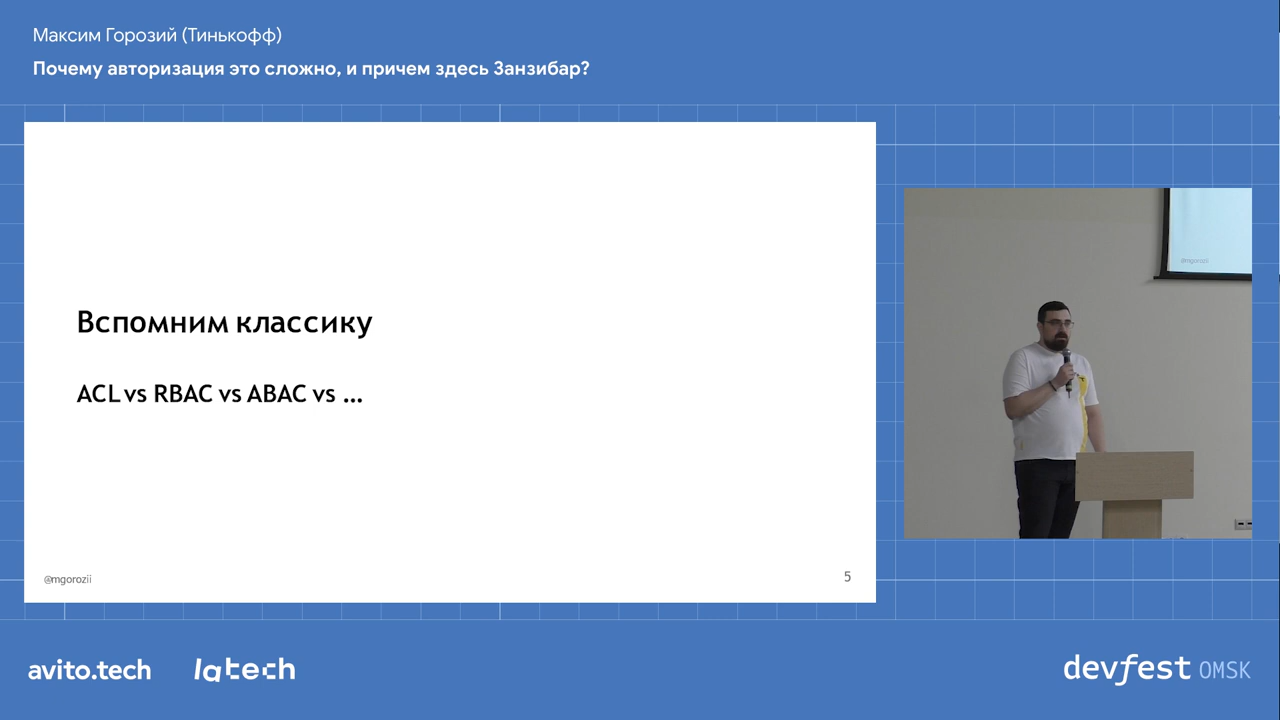 Максим Горозий (Тинькофф)
Почему авторизация это сложно, и причем здесь Занзибар?
Вспомним классику
ACL vs RBAC vs ABAC vs ...
@mgorozii
5
@mgorozii
avito.tech
latech
devfest OMSK